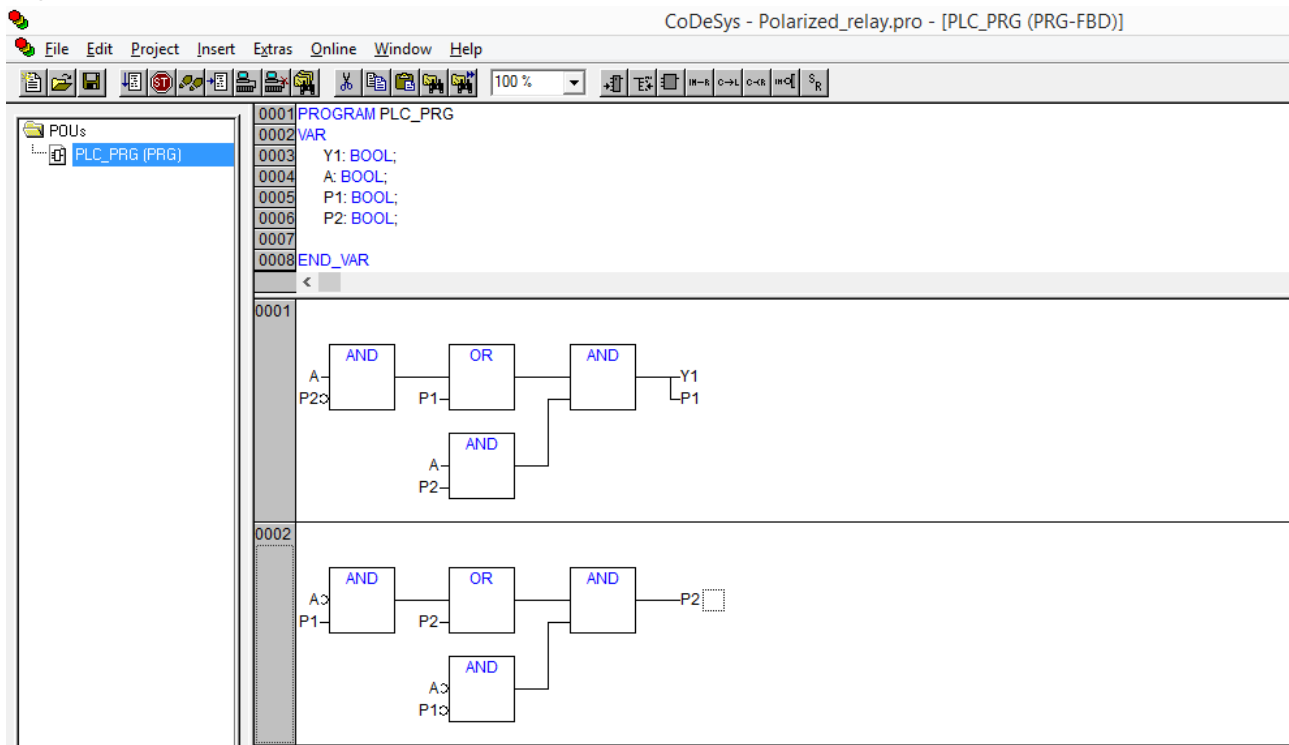 CoDeSys - Polarized_relay.pro - [PLC_PRG (PRG-FBD)]
File Edit Project Insert Extras Online Window Help
100 %
POUs
PLC_PRG (PRG)
0001 PROGRAM PLC_PRG
0002 VAR
0003 Y1: BOOL;
0004 A: BOOL;
0005 P1: BOOL;
0006 P2: BOOL;
0007
0008 END_VAR
0001
AND OR AND
A Y1
P2 P1 P1
AND
A
P2
0002
AND OR AND
A P2
P1 P2
AND
A
P1